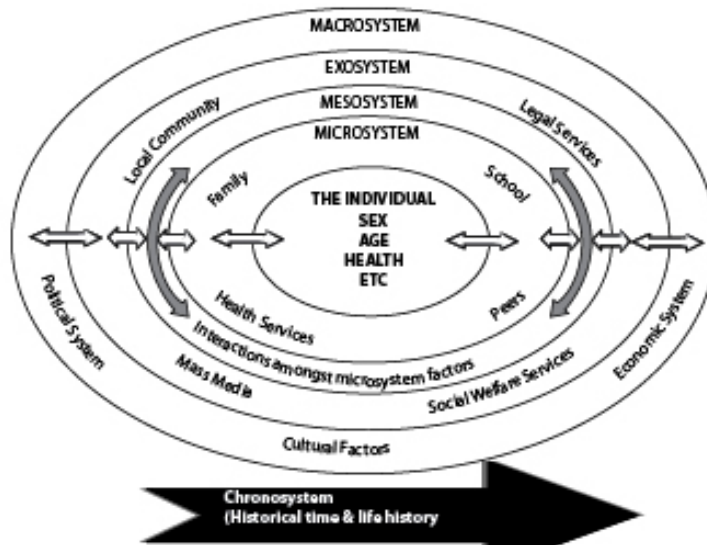 MACROSYSTEM
EXOSYSTEM
MESOSYSTEM
MICROSYSTEM
Local Community
Legal Services
Family
School
THE INDIVIDUAL
SEX
AGE
HEALTH
ETC
Health Services
Peers
Interactions amongst microsystem factors
Political System
Economic System
Mass Media
Social Welfare Services
Cultural Factors
Chronosystem
(Historical time & life history